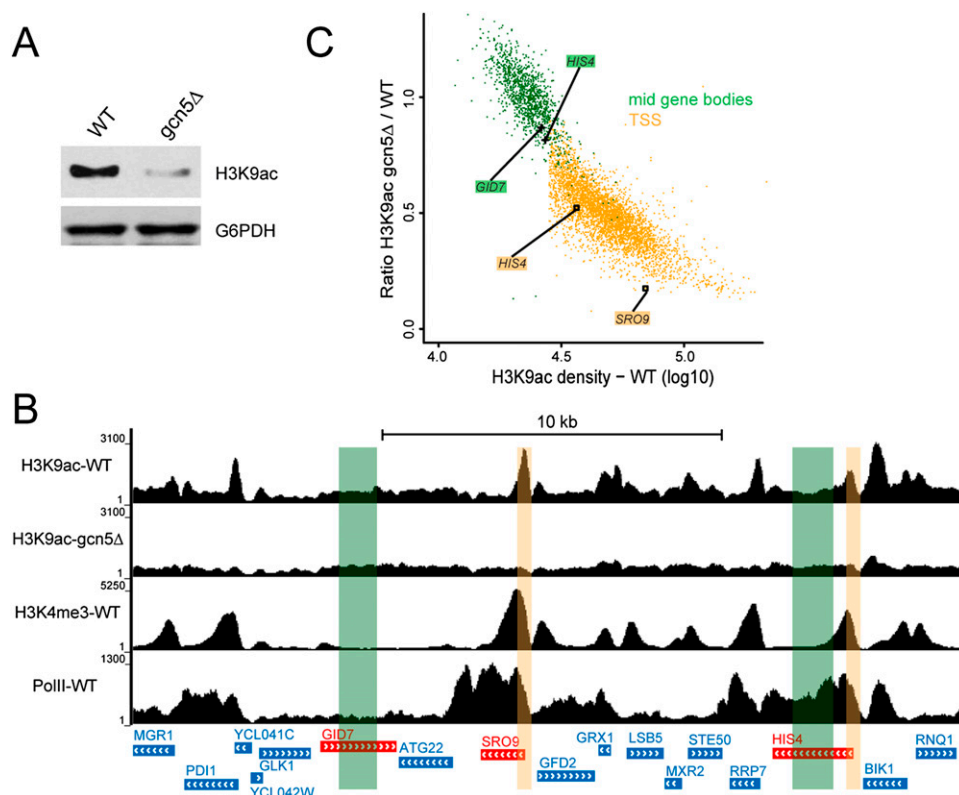 A
WT
gcn5Δ
H3K9ac
G6PDH
C
Ratio H3K9ac gcn5Δ / WT
0.0
0.5
1.0
HIS4
mid gene bodies
TSS
GID7
HIS4
SRO9
4.0
4.5
5.0
H3K9ac density – WT (log10)
B
10 kb
3100
H3K9ac-WT
1
3100
H3K9ac-gcn5Δ
1
5250
H3K4me3-WT
1
1300
PolII-WT
1
MGR1
YCL041C
GID7
SRO9
GRX1
LSB5
STE50
HIS4
RNQ1
PDI1
GLK1
ATG22
GFD2
MXR2
RRP7
BIK1
YCL042W